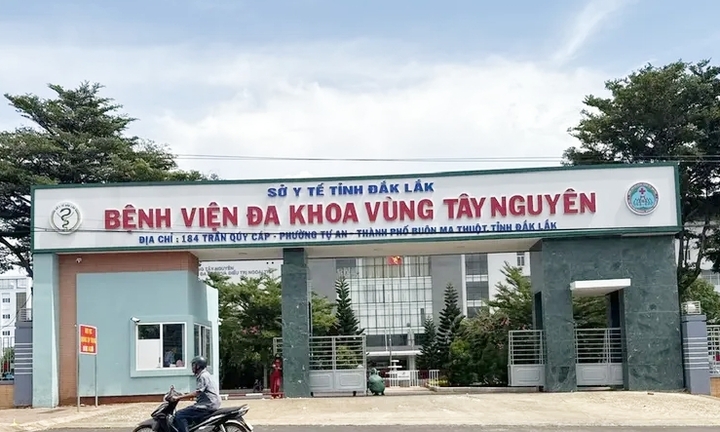 SỞ Y TẾ TỈNH ĐẮK LẮK
BỆNH VIỆN ĐA KHOA VÙNG TÂY NGUYÊN
ĐỊA CHỈ : 184 TRẦN QUÝ CÁP - PHƯỜNG TỰ AN - THÀNH PHỐ BUÔN MA THUỘT, TỈNH ĐẮK LẮK